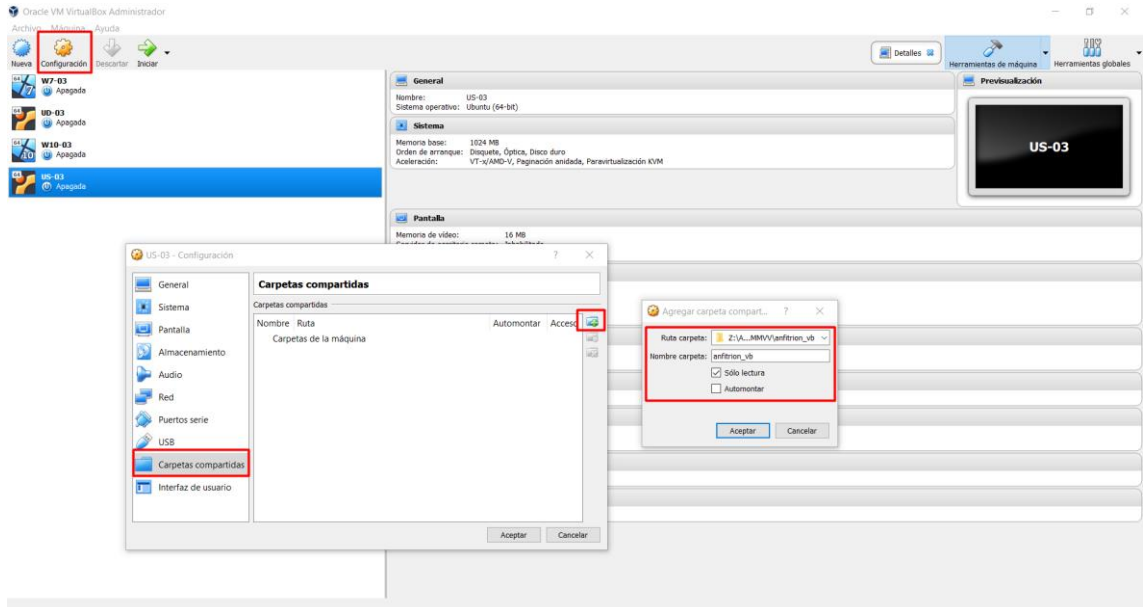 Oracle VM VirtualBox Administrador
Archivo Máquina Ayuda
Nueva Configuración Descartar Iniciar
Detalles
Herramientas de máquina Herramientas globales
W7-03
Apagada
UD-03
Apagada
W10-03
Apagada
US-03
Apagada
General
Nombre: US-03
Sistema operativo: Ubuntu (64-bit)
Sistema
Memoria base: 1024 MB
Orden de arranque: Disquete, Óptica, Disco duro
Aceleración: VT-x/AMD-V, Paginación anidada, Paravirtualización KVM
Previsualización
US-03
Pantalla
Memoria de vídeo: 16 MB
US-03 - Configuración
General
Sistema
Pantalla
Almacenamiento
Audio
Red
Puertos serie
USB
Carpetas compartidas
Interfaz de usuario
Carpetas compartidas
Carpetas compartidas
Nombre Ruta Automontar Acceso
Carpetas de la máquina
Aceptar Cancelar
Agregar carpeta compart...
Ruta carpeta: Z:\A...MMVV\anfitrion_vb
Nombre carpeta: anfitrion_vb
Sólo lectura
Automontar
Aceptar Cancelar